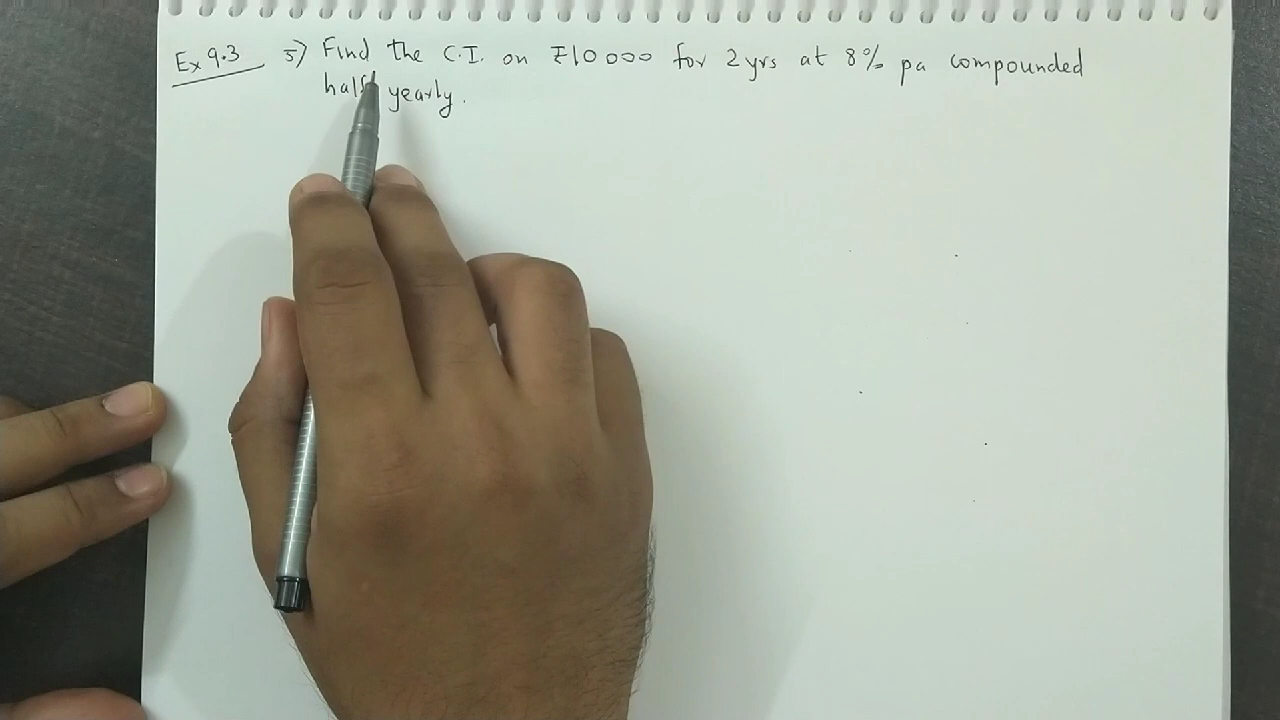 Ex 9.3 5) Find the C.I. on ₹10000 for 2yrs at 8% pa compounded
half yearly.